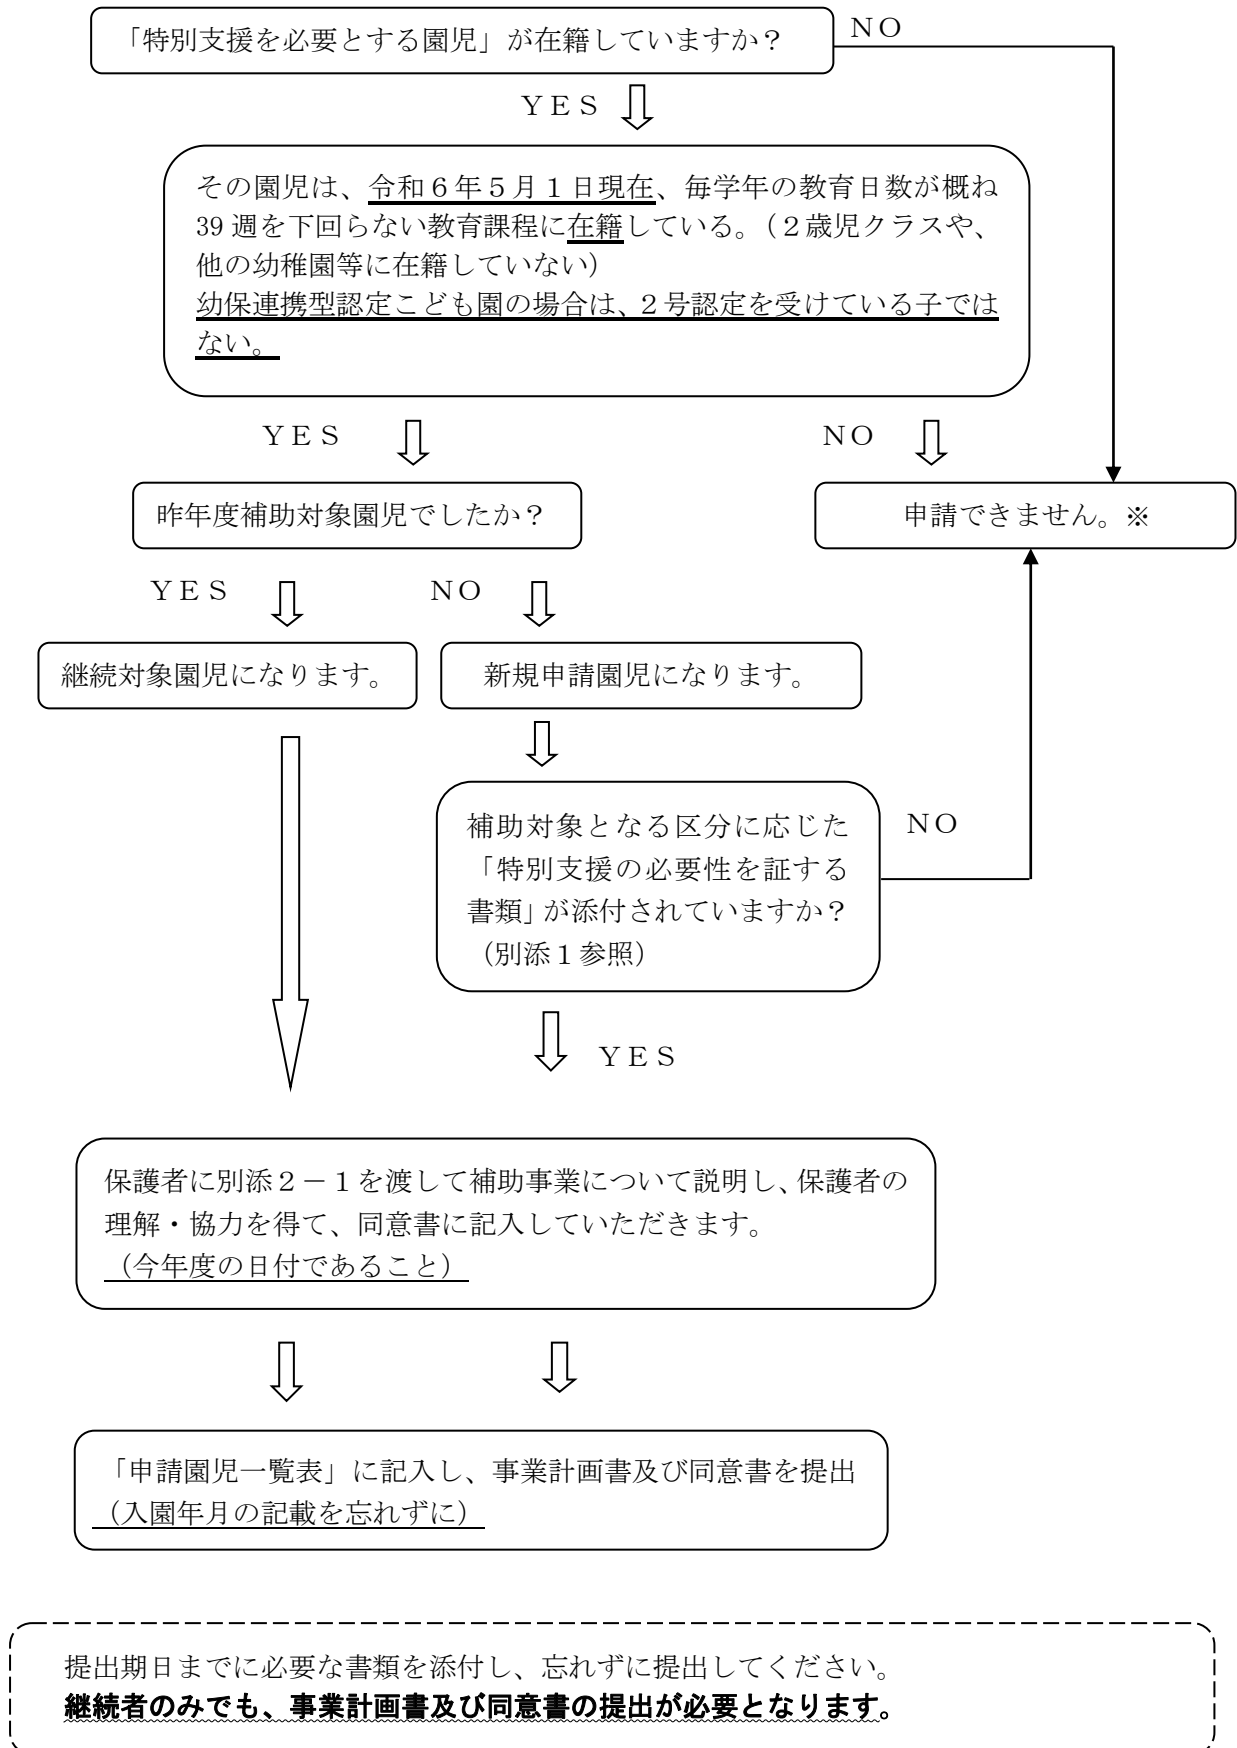 「特別支援を必要とする園児」が在籍していますか？
ＮＯ
ＹＥＳ
その園児は、令和６年５月１日現在、毎学年の教育日数が概ね
39 週を下回らない教育課程に在籍している。（２歳児クラスや、
他の幼稚園等に在籍していない）
幼保連携型認定こども園の場合は、２号認定を受けている子では
ない。
ＹＥＳ
ＮＯ
昨年度補助対象園児でしたか？
申請できません。※
ＹＥＳ
ＮＯ
継続対象園児になります。
新規申請園児になります。
補助対象となる区分に応じた
「特別支援の必要性を証する
書類」が添付されていますか？
（別添１参照）
ＮＯ
ＹＥＳ
保護者に別添２－１を渡して補助事業について説明し、保護者の
理解・協力を得て、同意書に記入していただきます。
（今年度の日付であること）
「申請園児一覧表」に記入し、事業計画書及び同意書を提出
（入園年月の記載を忘れずに）
提出期日までに必要な書類を添付し、忘れずに提出してください。
継続者のみでも、事業計画書及び同意書の提出が必要となります。